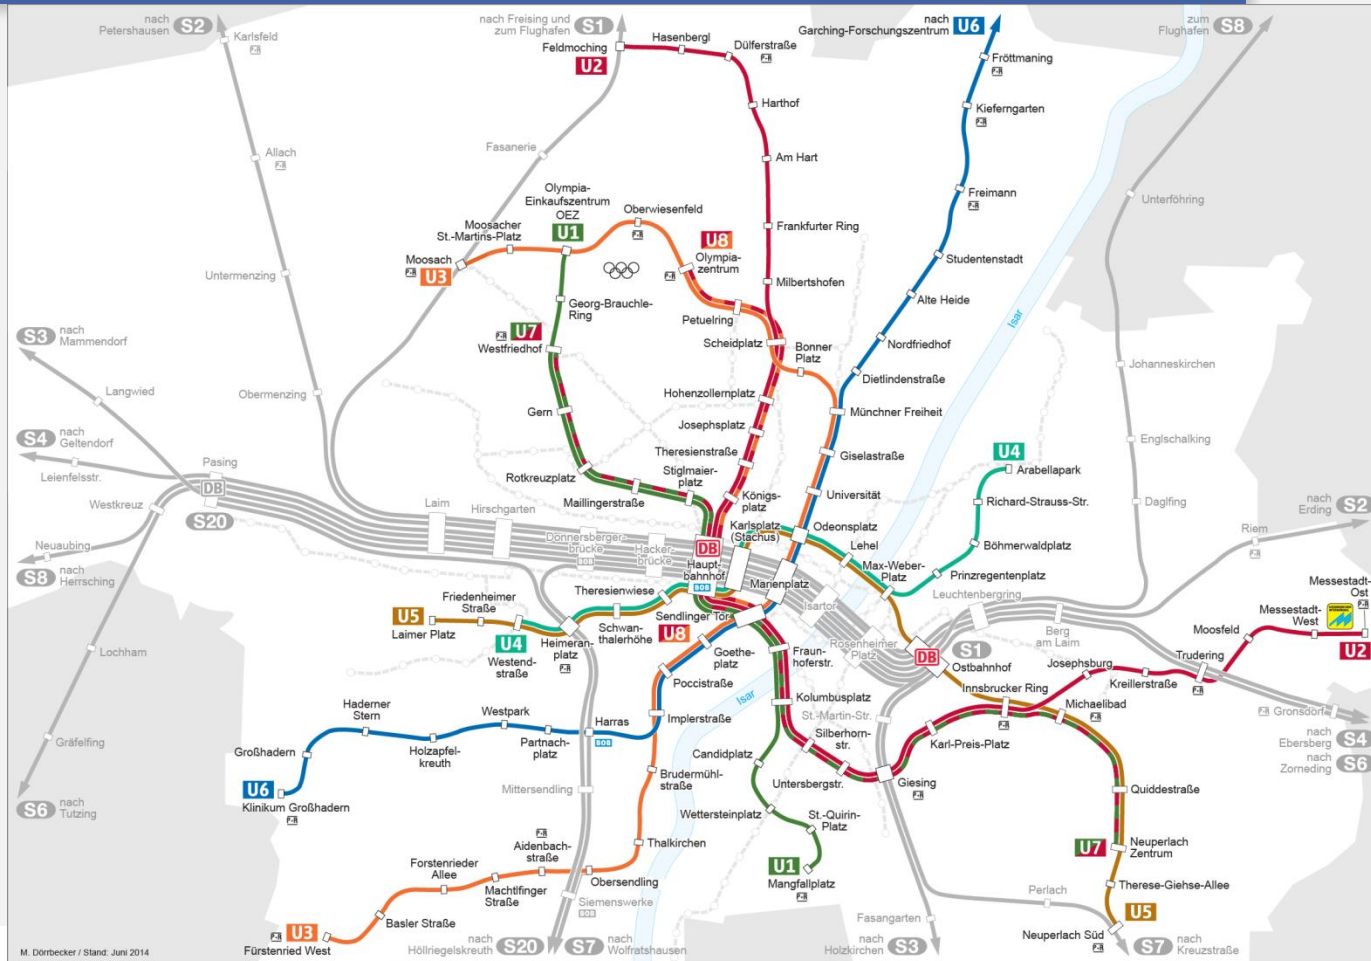 nach
Petershausen
S2
Karlsfeld
nach Freising und
zum Flughafen
S1
Feldmoching
U2
Hasenbergl
Dülferstraße
nach
Garching-Forschungszentrum
U6
zum
Flughafen
S8
Fröttmaning
Harthof
Kieferngarten
Allach
Fasanerie
Am Hart
Freimann
Unterföhring
Olympia-
Einkaufszentrum
OEZ
U1
Oberwiesenfeld
Moosacher
St.-Martins-Platz
Moosach
U3
U8
Olympia-
zentrum
Frankfurter Ring
Studentenstadt
Untermenzing
Milbertshofen
Alte Heide
Georg-Brauchle-
Ring
Petuelring
Isar
S3
nach
Mammendorf
U7
Westfriedhof
Scheidplatz
Bonner
Platz
Nordfriedhof
Johanneskirchen
Langwied
Obermenzing
Dietlindenstraße
Hohenzollernplatz
Gern
Münchner Freiheit
S4
nach
Geltendorf
Josephsplatz
Englschalking
Theresienstraße
Giselastraße
U4
Arabellapark
Leienfelsstr.
Pasing
DB
Rotkreuzplatz
Stiglmaier-
platz
Maillingerstraße
Königs-
platz
Universität
Richard-Strauss-Str.
Daglfing
Westkreuz
S20
Laim
Hirschgarten
Donnersberger-
brücke
BOB
Hacker-
brücke
DB
Haupt-
bahnhof
BOB
Karlsplatz
(Stachus)
Odeonsplatz
Lehel
Max-Weber-
Platz
Böhmerwaldplatz
Prinzregentenplatz
Riem
nach
Erding
S2
Neuaubing
S8
nach
Herrsching
Marienplatz
Isartor
Rosenheimer
Platz
Leuchtenbergring
Berg
am Laim
Messestadt-
Ost
Messestadt-
West
U2
Moosfeld
U5
Laimer Platz
Friedenheimer
Straße
U4
Westend-
straße
Theresienwiese
Schwan-
thalerhöhe
Heimeran-
platz
Sendlinger Tor
U8
Goethe-
platz
Fraun-
hoferstr.
DB
S1
Ostbahnhof
Josephsburg
Trudering
Kreillerstraße
Innsbrucker Ring
Michaelibad
Lochham
Poccistraße
Isar
Kolumbusplatz
St.-Martin-Str.
Gronsdorf
S4
nach
Ebersberg
Haderner
Stern
Westpark
Harras
BOB
Implerstraße
Silberhorn-
str.
Karl-Preis-Platz
Gräfelfing
Großhadern
Holzapfel-
kreuth
Partnach-
platz
Candidplatz
S6
nach
Zorneding
U6
Klinikum Großhadern
Mittersendling
Brudermühl-
straße
Untersbergstr.
Giesing
Quiddestraße
S6
nach
Tutzing
Wettersteinplatz
St.-Quirin-
Platz
Aidenbach-
straße
Thalkirchen
U7
Neuperlach
Zentrum
Forstenrieder
Allee
Machtlfinger
Straße
Obersendling
U1
Mangfallplatz
Perlach
Therese-Giehse-Allee
Siemenswerke
BOB
Basler Straße
U5
Neuperlach Süd
Fasangarten
U3
Fürstenried West
nach
Höllriegelskreuth
S20
S7
nach
Wolfratshausen
nach
Holzkirchen
S3
S7
nach
Kreuzstraße
M. Dörrbecker / Stand: Juni 2014